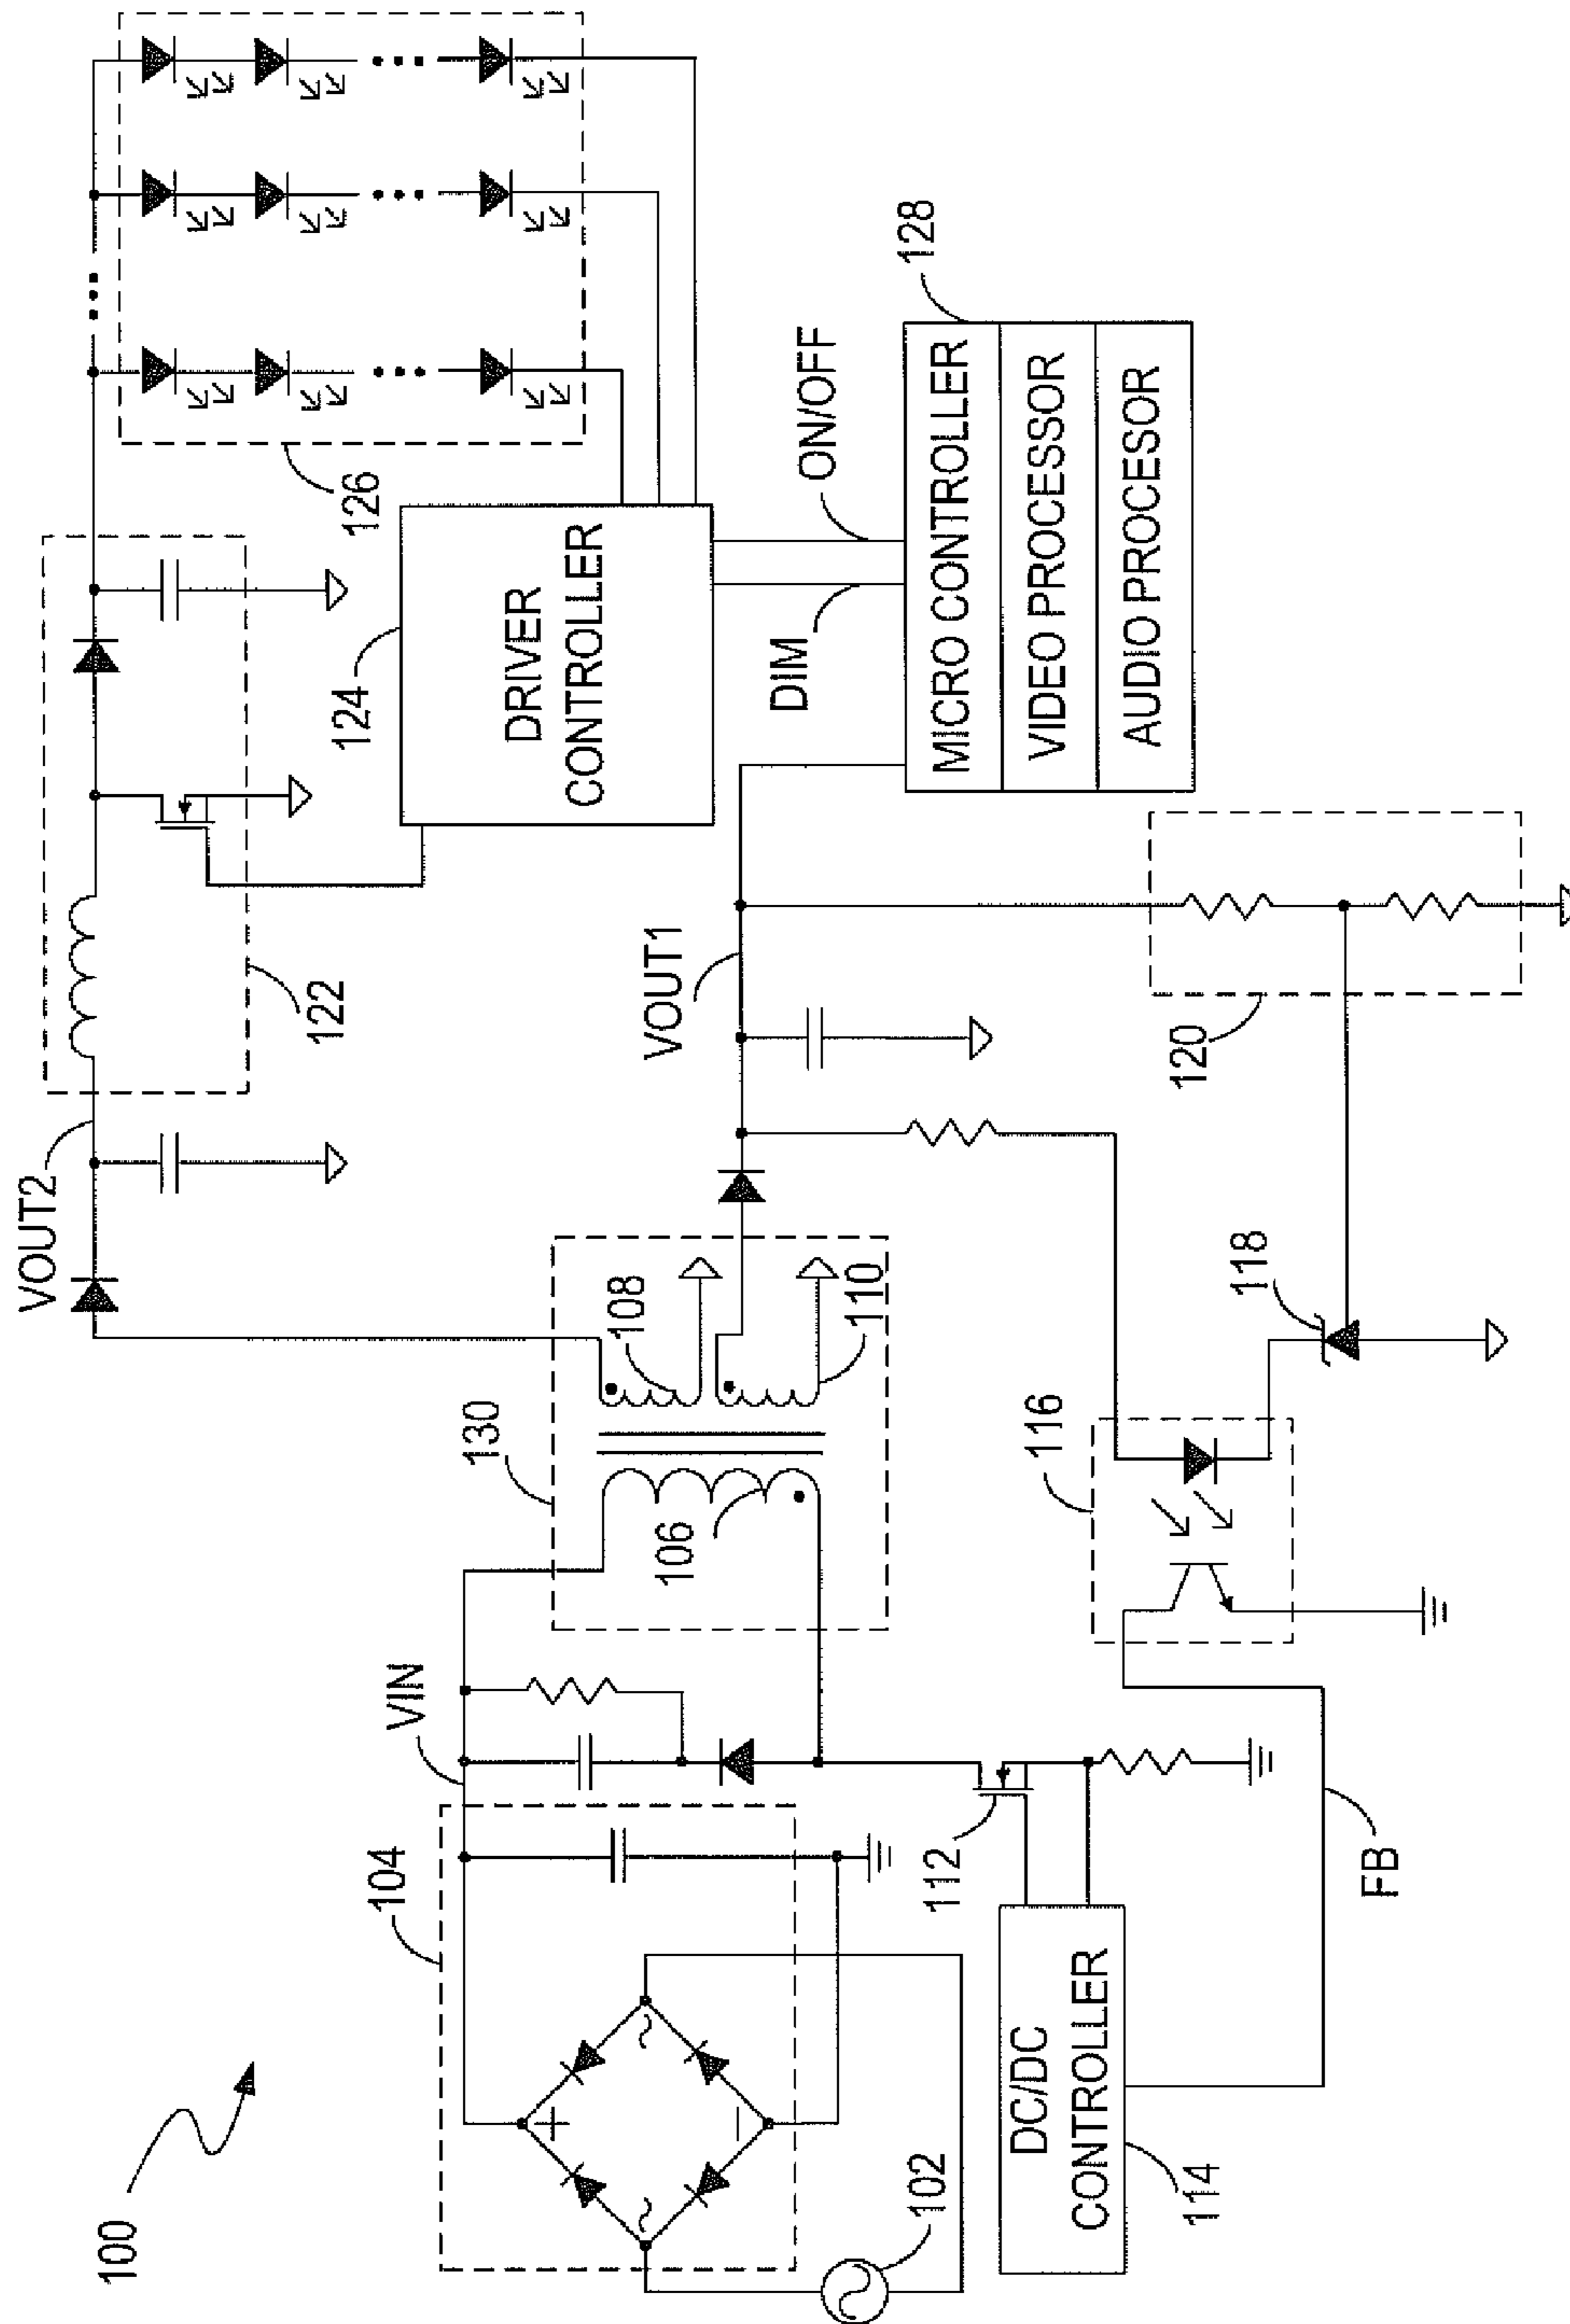 100
VOUT2
122
126
124
DRIVER
CONTROLLER
DIM
ON/OFF
128
MICRO CONTROLLER
VIDEO PROCESSOR
AUDIO PROCESOR
VOUT1
120
130
108
110
106
VIN
104
102
112
DC/DC
CONTROLLER
114
116
118
FB